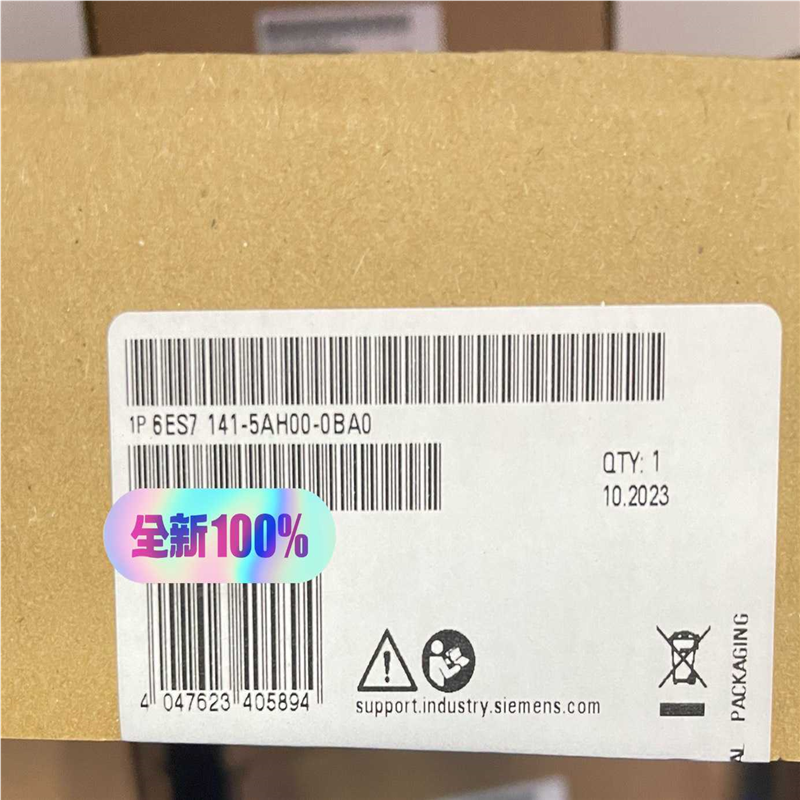 1P 6ES7 141-5AH00-0BA0
QTY: 1
10.2023
全新100%
4 047623 405894
support.industry.siemens.com
PACKAGING